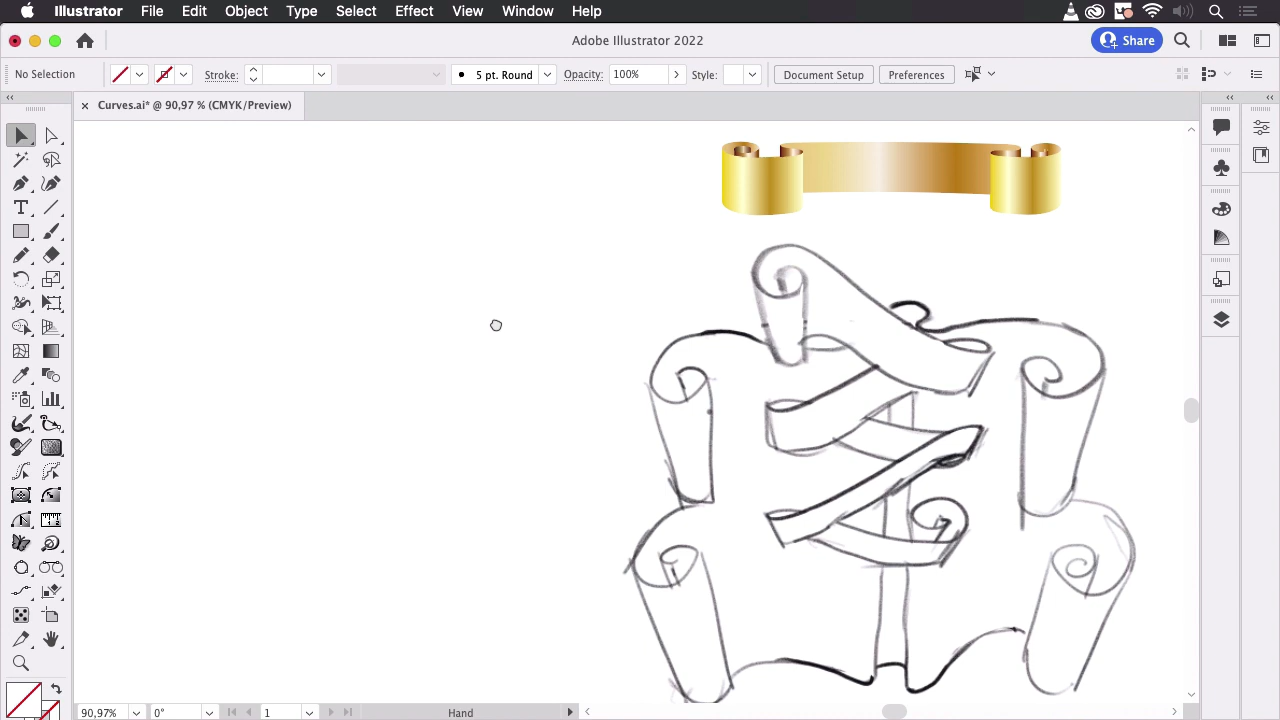 Illustrator File Edit Object Type Select Effect View Window Help
Adobe Illustrator 2022
Share
No Selection Stroke: 5 pt. Round Opacity: 100% Style: Document Setup Preferences
Curves.ai* @ 90,97 % (CMYK/Preview)
90,97% 0° 1 Hand